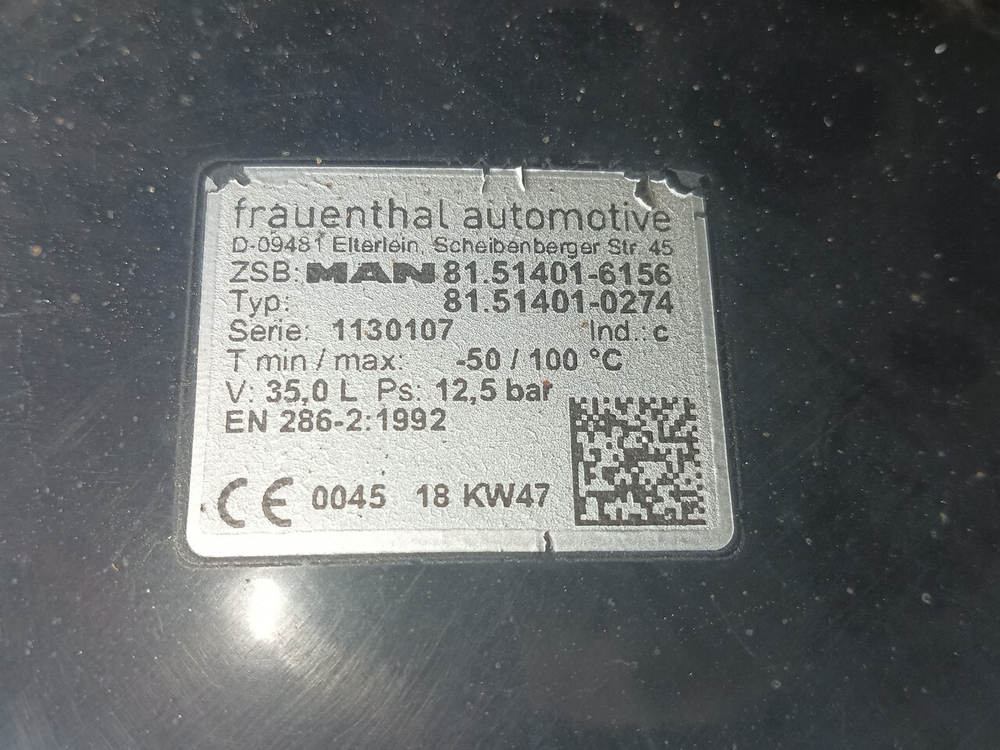 frauenthal automotive
D-09481 Elterlein, Scheibenberger Str. 45
ZSB: MAN 81.51401-6156
Typ: 81.51401-0274
Serie: 1130107 Ind.: c
T min / max: -50 / 100 °C
V: 35,0 L Ps: 12,5 bar
EN 286-2:1992
CE 0045 18 KW47